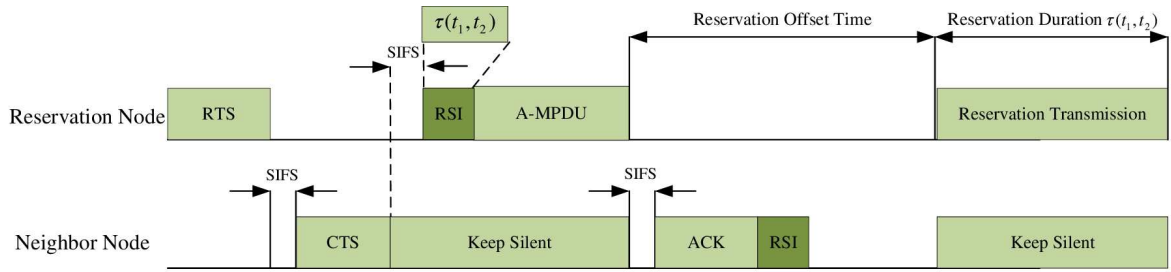 τ(t₁,t₂)
Reservation Offset Time
Reservation Duration τ(t₁,t₂)
SIFS
Reservation Node
RTS
RSI
A-MPDU
Reservation Transmission
SIFS
SIFS
Neighbor Node
CTS
Keep Silent
ACK
RSI
Keep Silent